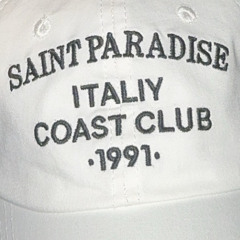 SAINT PARADISE
ITALIY
COAST CLUB
·1991·